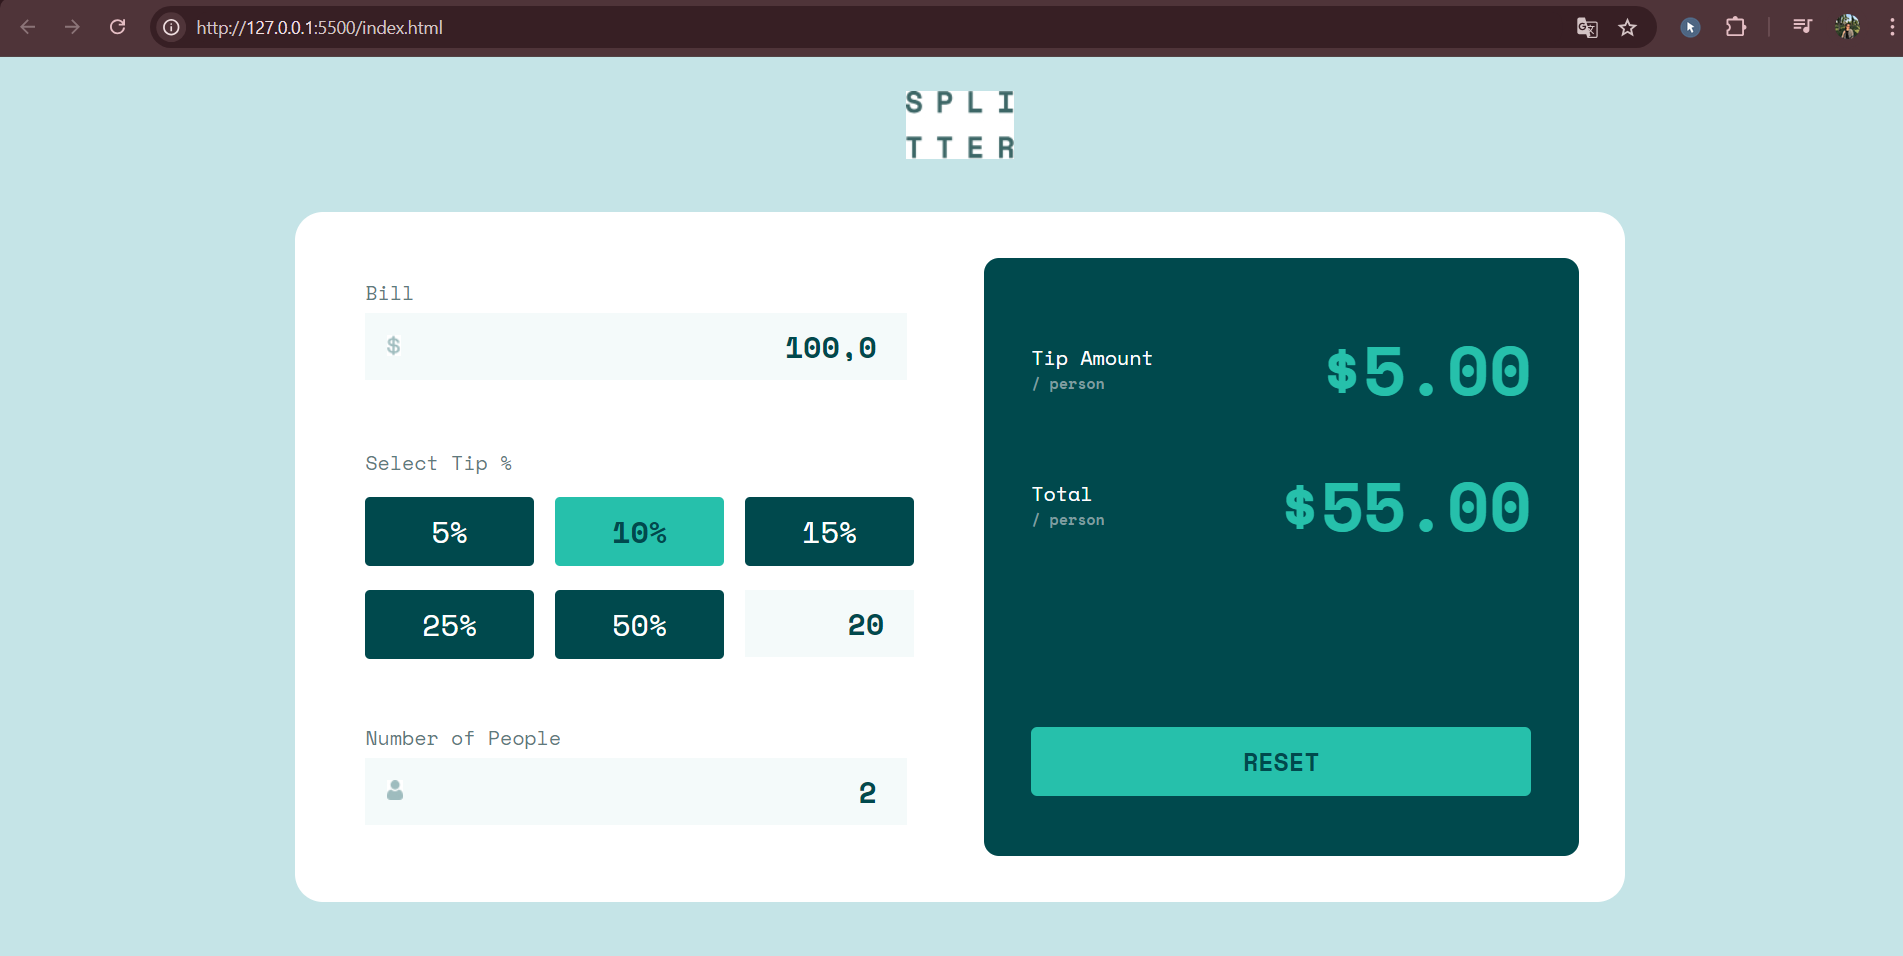 http://127.0.0.1:5500/index.html
SPLI
TTER
Bill
$ 100,0
Select Tip %
5% 10% 15%
25% 50% 20
Number of People
2
Tip Amount
/ person
$5.00
Total
/ person
$55.00
RESET